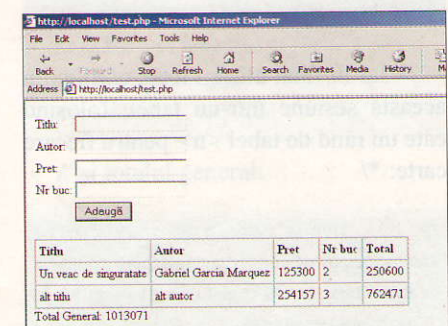 http://localhost/test.php - Microsoft Internet Explorer
File Edit View Favorites Tools Help
Back Forward Stop Refresh Home Search Favorites Media History
Address http://localhost/test.php
Titlu:
Autor:
Pret:
Nr buc:
Adaugă
Titlu Autor Pret Nr buc Total
Un veac de singuratate Gabriel Garcia Marquez 125300 2 250600
alt titlu alt autor 254157 3 762471
Total General: 1013071